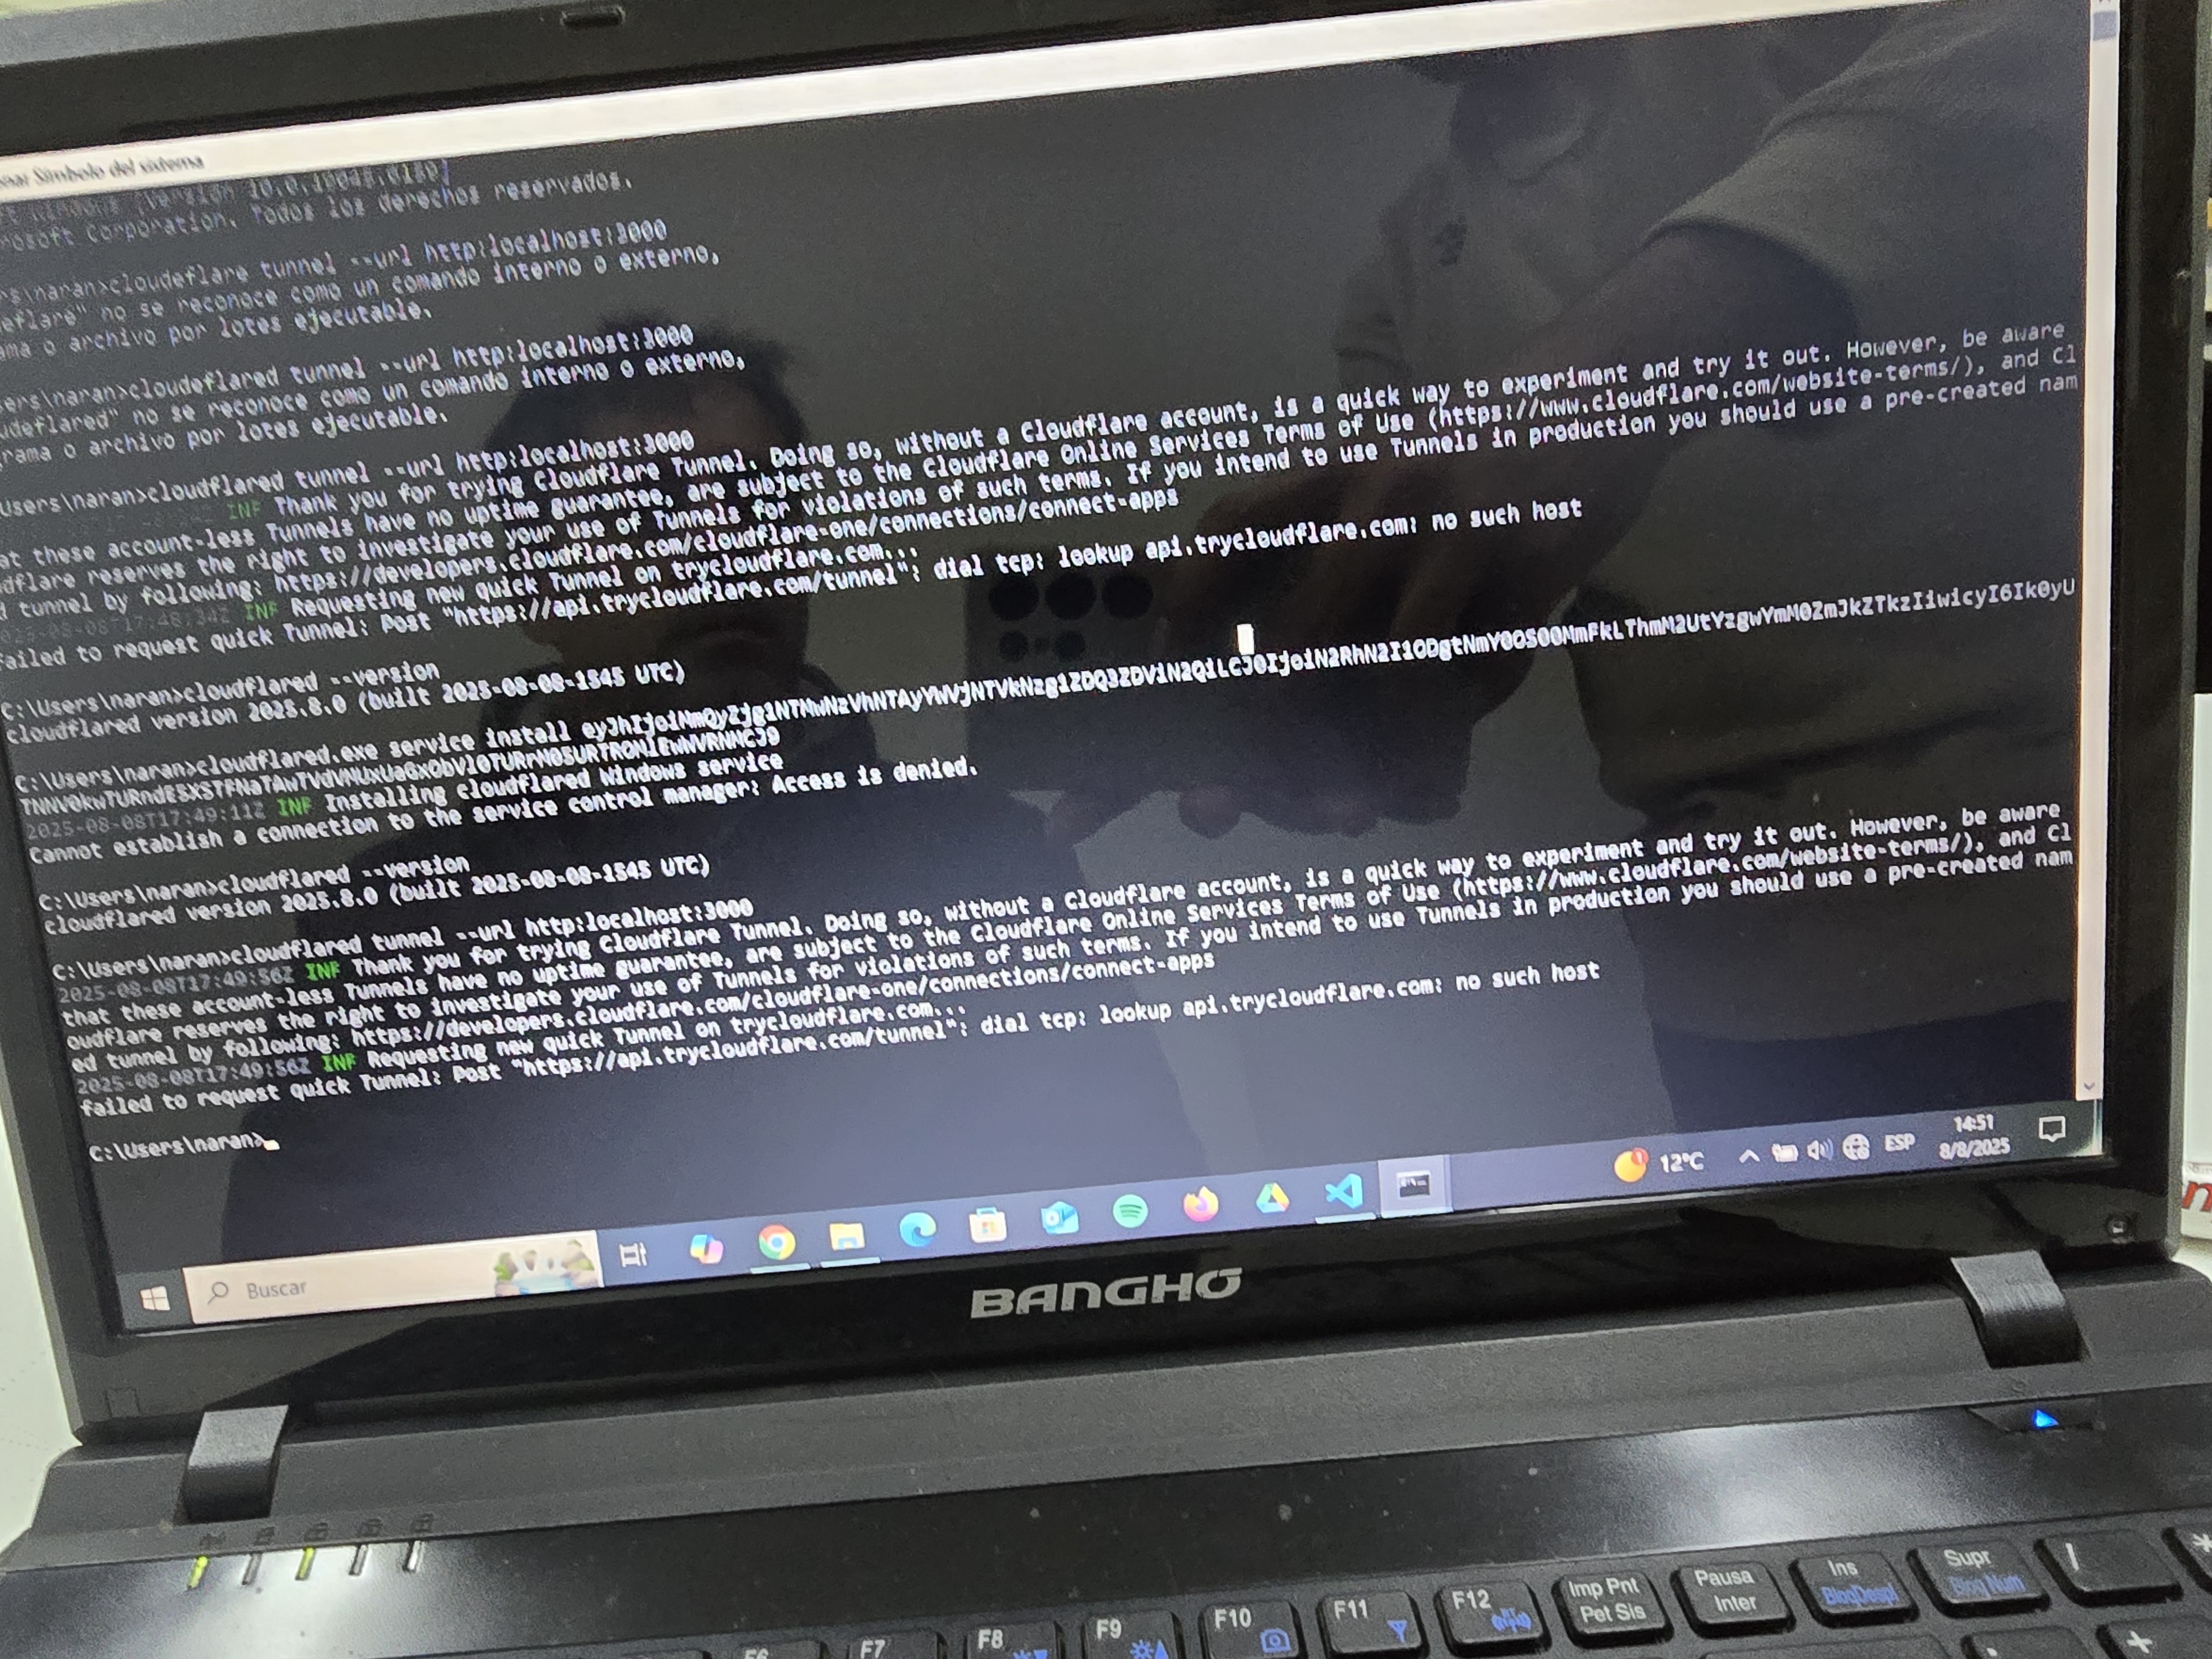 Símbolo del sistema
rosoft Corporation. Todos los derechos reservados.
rs\naran>cloudeflare tunnel --url http:localhost:3000
eflare" no se reconoce como un comando interno o externo,
ama o archivo por lotes ejecutable.
ers\naran>cloudeflared tunnel --url http:localhost:3000
udeflared" no se reconoce como un comando interno o externo,
rama o archivo por lotes ejecutable.
Users\naran>cloudflared tunnel --url http:localhost:3000
INF Thank you for trying Cloudflare Tunnel. Doing so, without a Cloudflare account, is a quick way to experiment and try it out. However, be aware
at these account-less Tunnels have no uptime guarantee, are subject to the Cloudflare Online Services Terms of Use (https://www.cloudflare.com/website-terms/), and Cl
udflare reserves the right to investigate your use of Tunnels for violations of such terms. If you intend to use Tunnels in production you should use a pre-created nam
d tunnel by following: https://developers.cloudflare.com/cloudflare-one/connections/connect-apps
2025-08-08T17:48:34Z INF Requesting new quick Tunnel on trycloudflare.com...
failed to request quick Tunnel: Post "https://api.trycloudflare.com/tunnel": dial tcp: lookup api.trycloudflare.com: no such host
C:\Users\naran>cloudflared --version
cloudflared version 2025.8.0 (built 2025-08-08-1545 UTC)
C:\Users\naran>cloudflared.exe service install
2025-08-08T17:49:11Z INF Installing cloudflared Windows service
Cannot establish a connection to the service control manager: Access is denied.
C:\Users\naran>cloudflared --version
cloudflared version 2025.8.0 (built 2025-08-08-1545 UTC)
C:\Users\naran>cloudflared tunnel --url http:localhost:3000
2025-08-08T17:49:56Z INF Thank you for trying Cloudflare Tunnel. Doing so, without a Cloudflare account, is a quick way to experiment and try it out. However, be aware
that these account-less Tunnels have no uptime guarantee, are subject to the Cloudflare Online Services Terms of Use (https://www.cloudflare.com/website-terms/), and Cl
oudflare reserves the right to investigate your use of Tunnels for violations of such terms. If you intend to use Tunnels in production you should use a pre-created nam
ed tunnel by following: https://developers.cloudflare.com/cloudflare-one/connections/connect-apps
2025-08-08T17:49:56Z INF Requesting new quick Tunnel on trycloudflare.com...
failed to request quick Tunnel: Post "https://api.trycloudflare.com/tunnel": dial tcp: lookup api.trycloudflare.com: no such host
C:\Users\naran>
Buscar
12°C
ESP
14:51
8/8/2025
BANGHO
F6
F7
F8
F9
F10
F11
F12
Imp Pnt
Pet Sis
Pausa
Inter
Ins
BloqDespl
Supr
Bloq Num